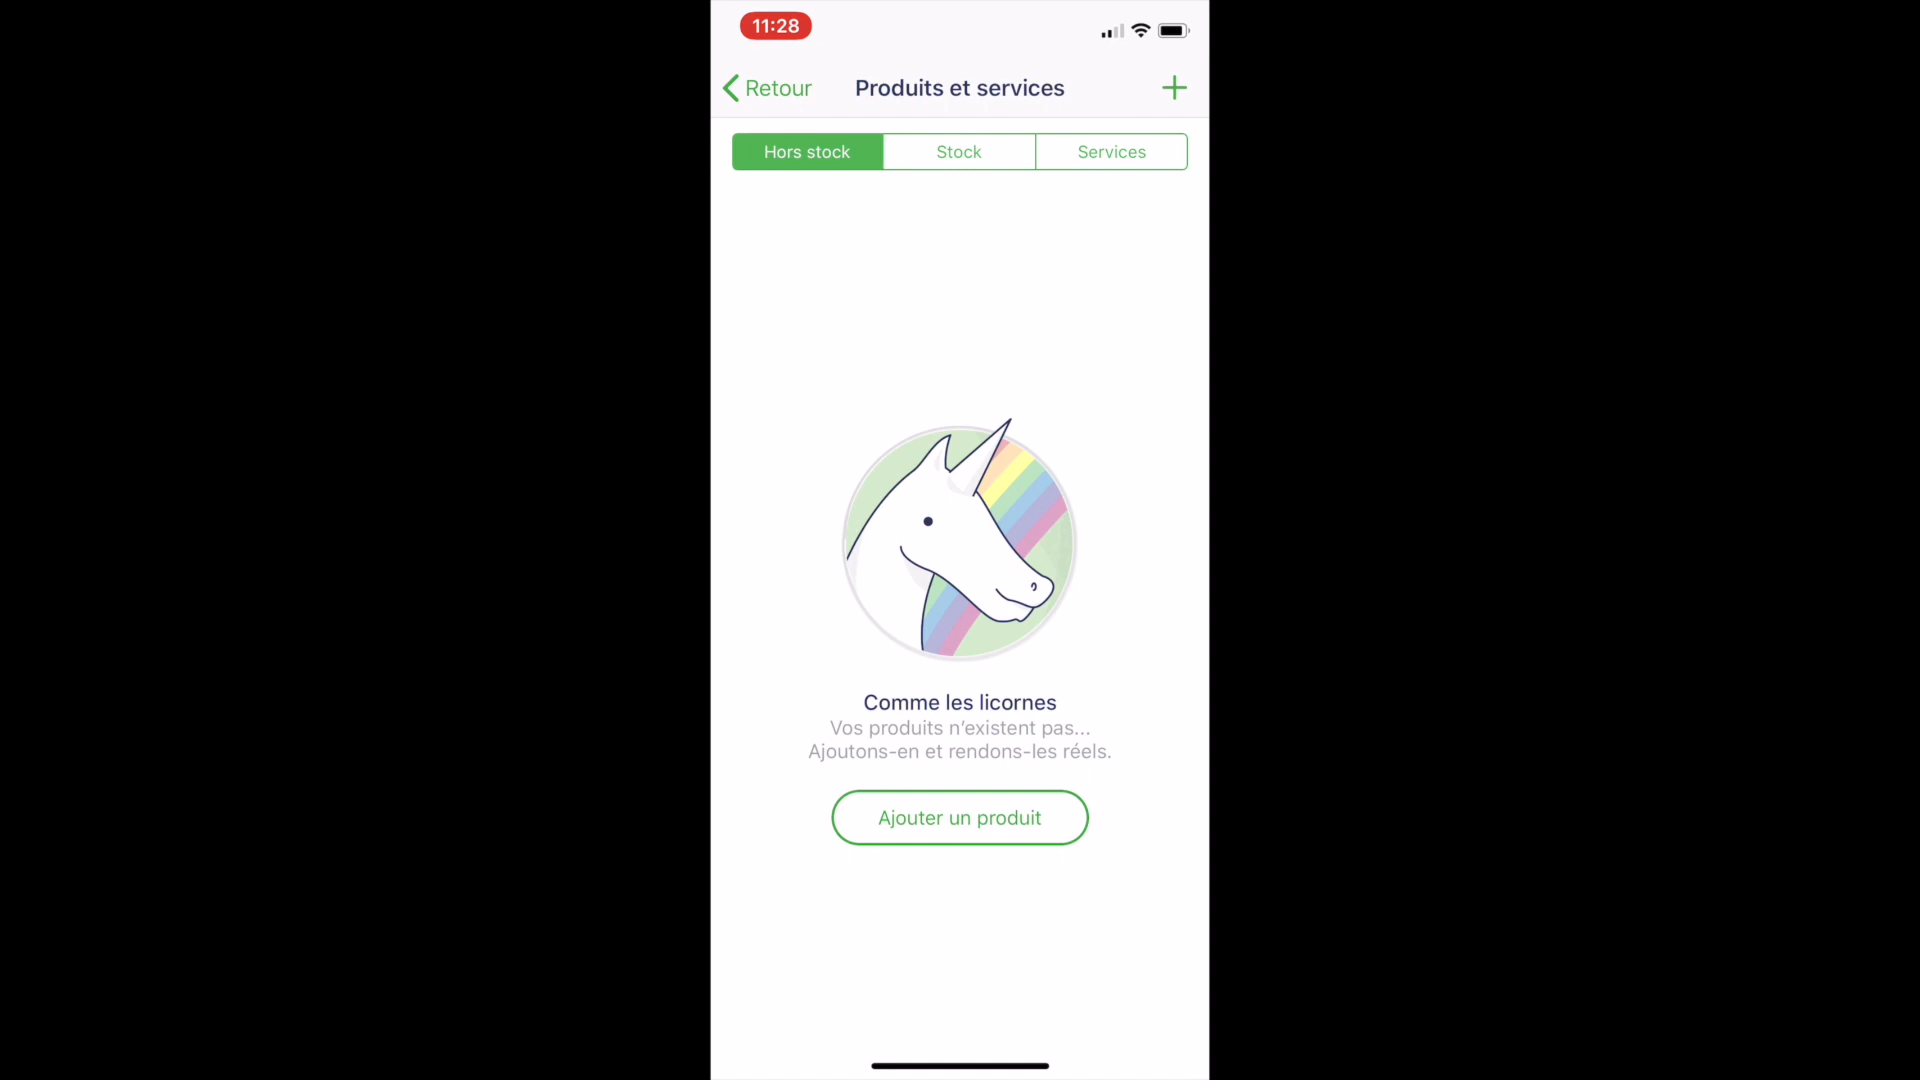 11:28
Retour
Produits et services
Hors stock
Stock
Services
Comme les licornes
Vos produits n’existent pas...
Ajoutons-en et rendons-les réels.
Ajouter un produit